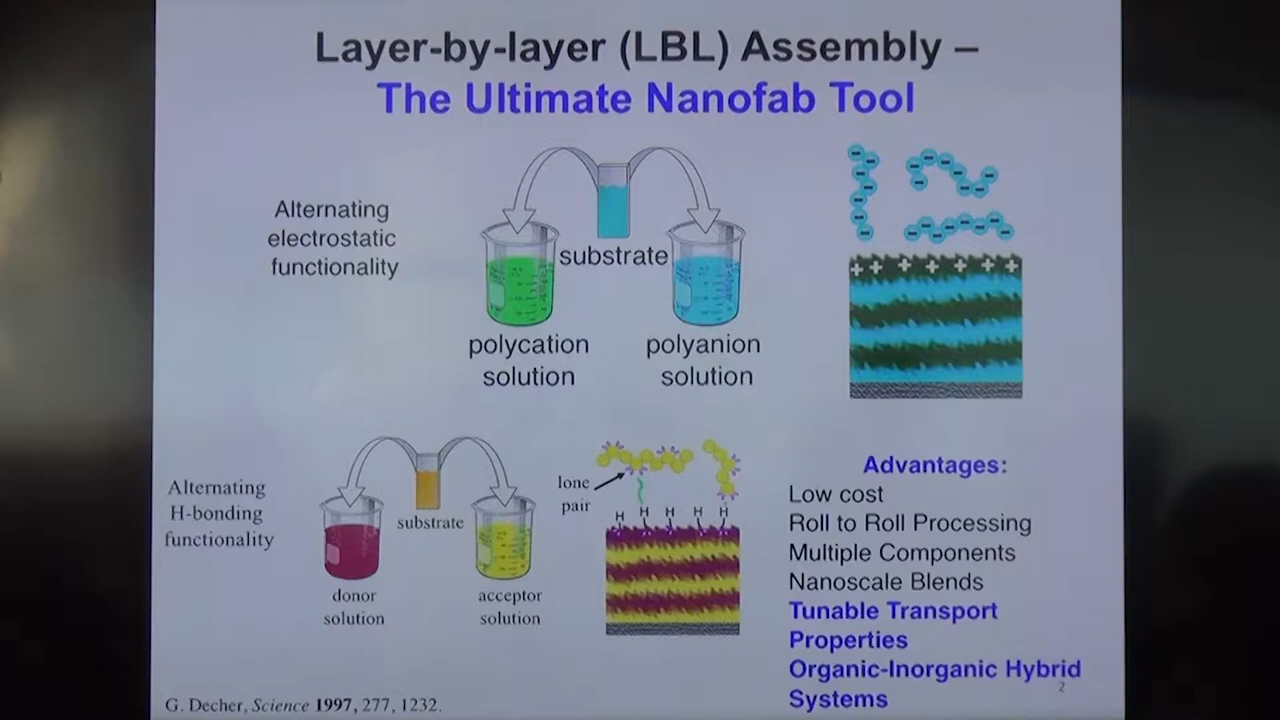 Layer-by-layer (LBL) Assembly –
The Ultimate Nanofab Tool
Alternating
electrostatic
functionality
substrate
polycation
solution
polyanion
solution
Alternating
H-bonding
functionality
substrate
donor
solution
acceptor
solution
lone
pair
H H H H H
Advantages:
Low cost
Roll to Roll Processing
Multiple Components
Nanoscale Blends
Tunable Transport
Properties
Organic-Inorganic Hybrid
Systems
2
G. Decher, Science 1997, 277, 1232.